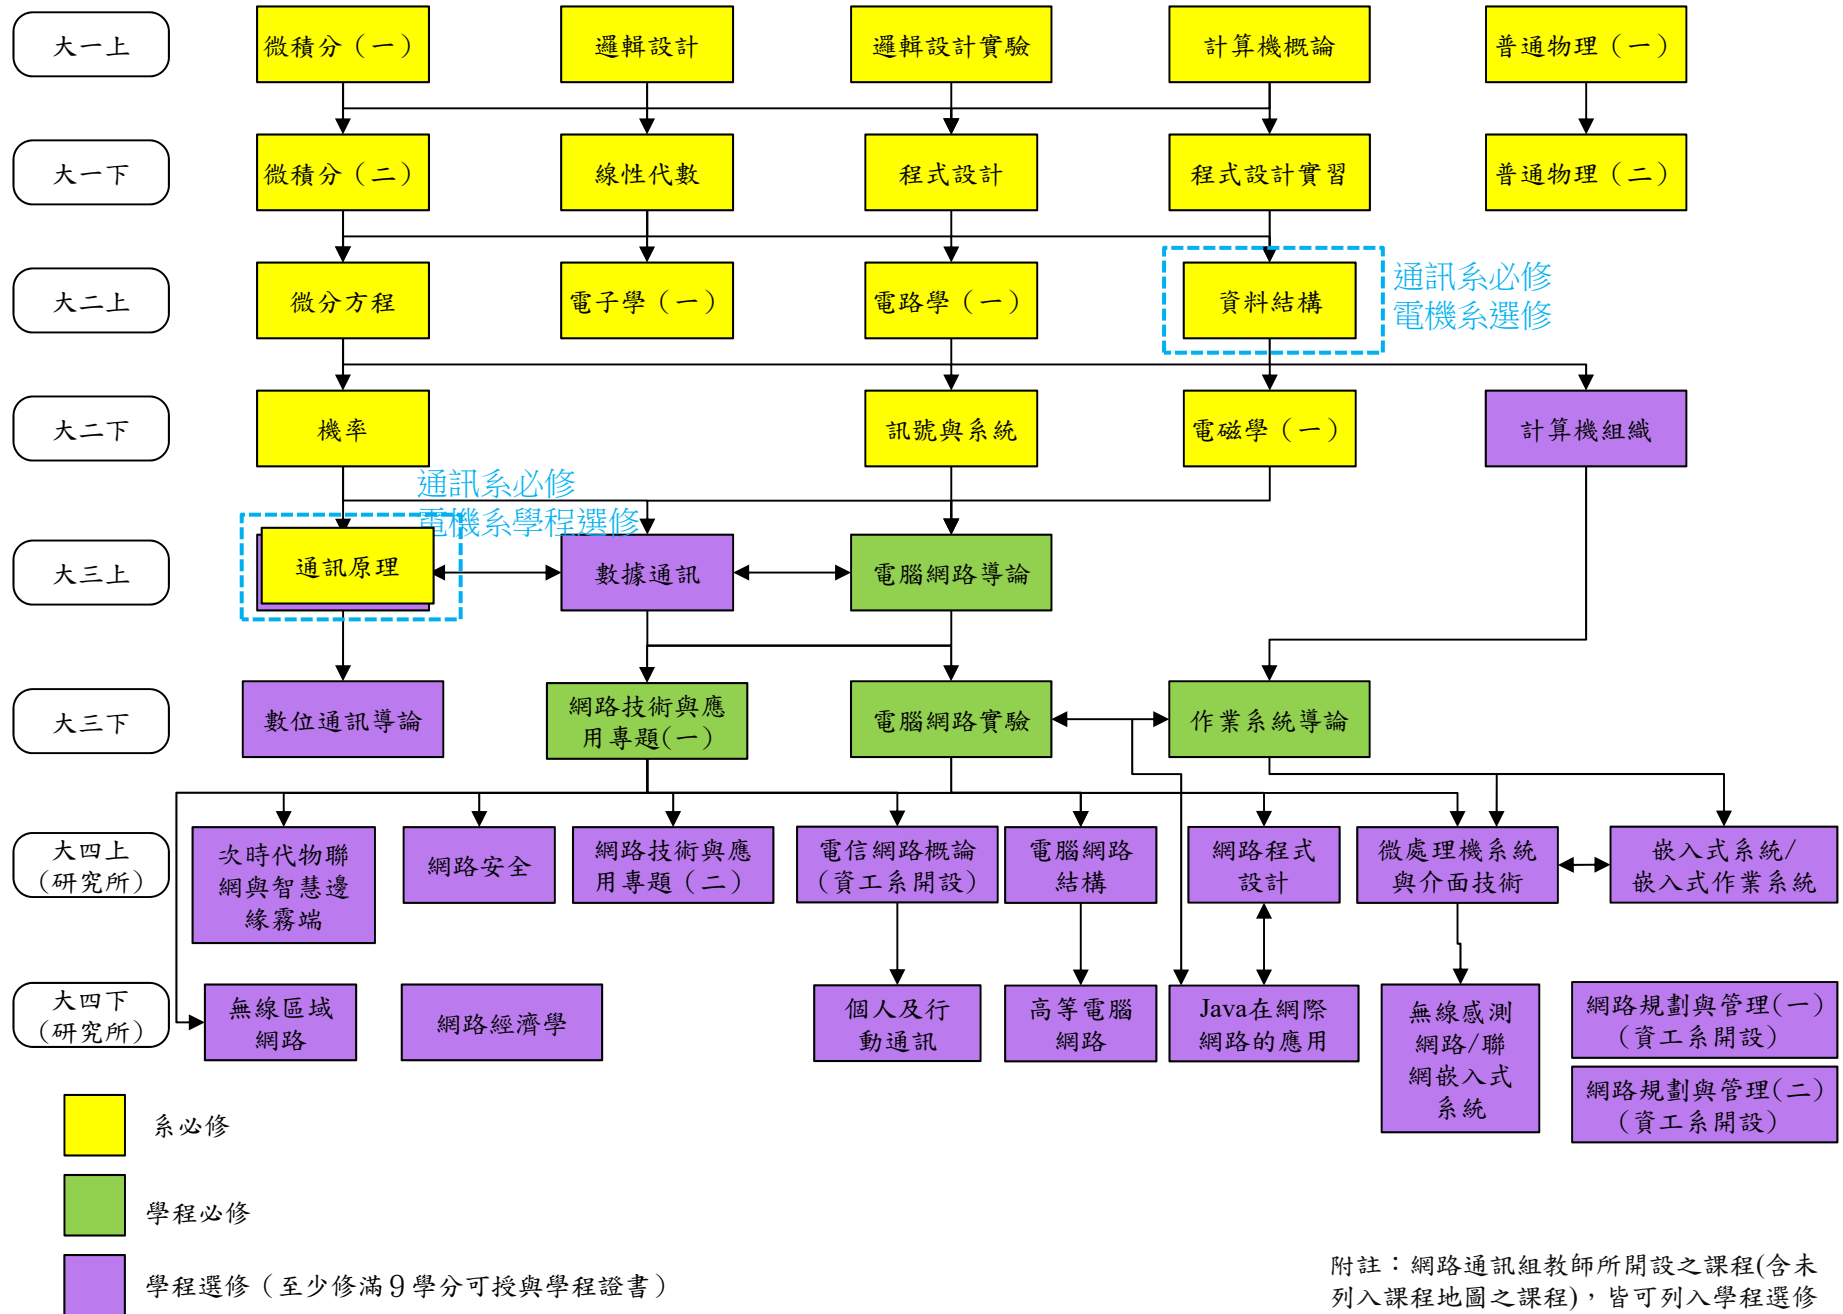 大一上
微積分（一）
邏輯設計
邏輯設計實驗
計算機概論
普通物理（一）
大一下
微積分（二）
線性代數
程式設計
程式設計實習
普通物理（二）
大二上
微分方程
電子學（一）
電路學（一）
資料結構
通訊系必修
電機系選修
大二下
機率
訊號與系統
電磁學（一）
計算機組織
通訊系必修
電機系學程選修
大三上
通訊原理
數據通訊
電腦網路導論
大三下
數位通訊導論
網路技術與應
用專題(一)
電腦網路實驗
作業系統導論
大四上
(研究所)
次時代物聯
網與智慧邊
緣霧端
網路安全
網路技術與應
用專題（二）
電信網路概論
（資工系開設）
電腦網路
結構
網路程式
設計
微處理機系統
與介面技術
嵌入式系統/
嵌入式作業系統
大四下
(研究所)
無線區域
網路
網路經濟學
個人及行
動通訊
高等電腦
網路
Java在網際
網路的應用
無線感測
網路/聯
網嵌入式
系統
網路規劃與管理(一)
（資工系開設）
網路規劃與管理(二)
（資工系開設）
系必修
學程必修
學程選修（至少修滿９學分可授與學程證書）
附註：網路通訊組教師所開設之課程(含未
列入課程地圖之課程)，皆可列入學程選修